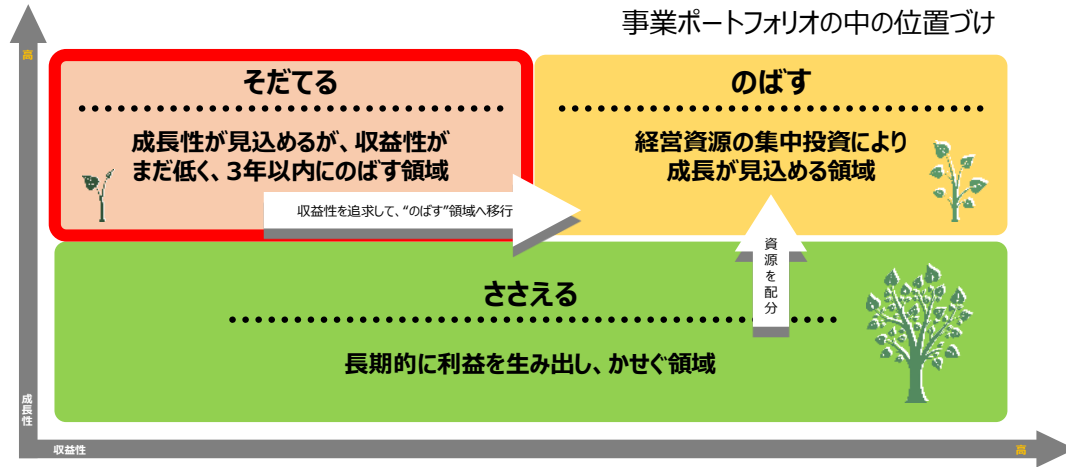 事業ポートフォリオの中の位置づけ
高
そだてる
成長性が見込めるが、収益性が
まだ低く、3年以内にのばす領域
収益性を追求して、“のばす”領域へ移行
のばす
経営資源の集中投資により
成長が見込める領域
資源を配分
ささえる
長期的に利益を生み出し、かせぐ領域
成長性
収益性
高